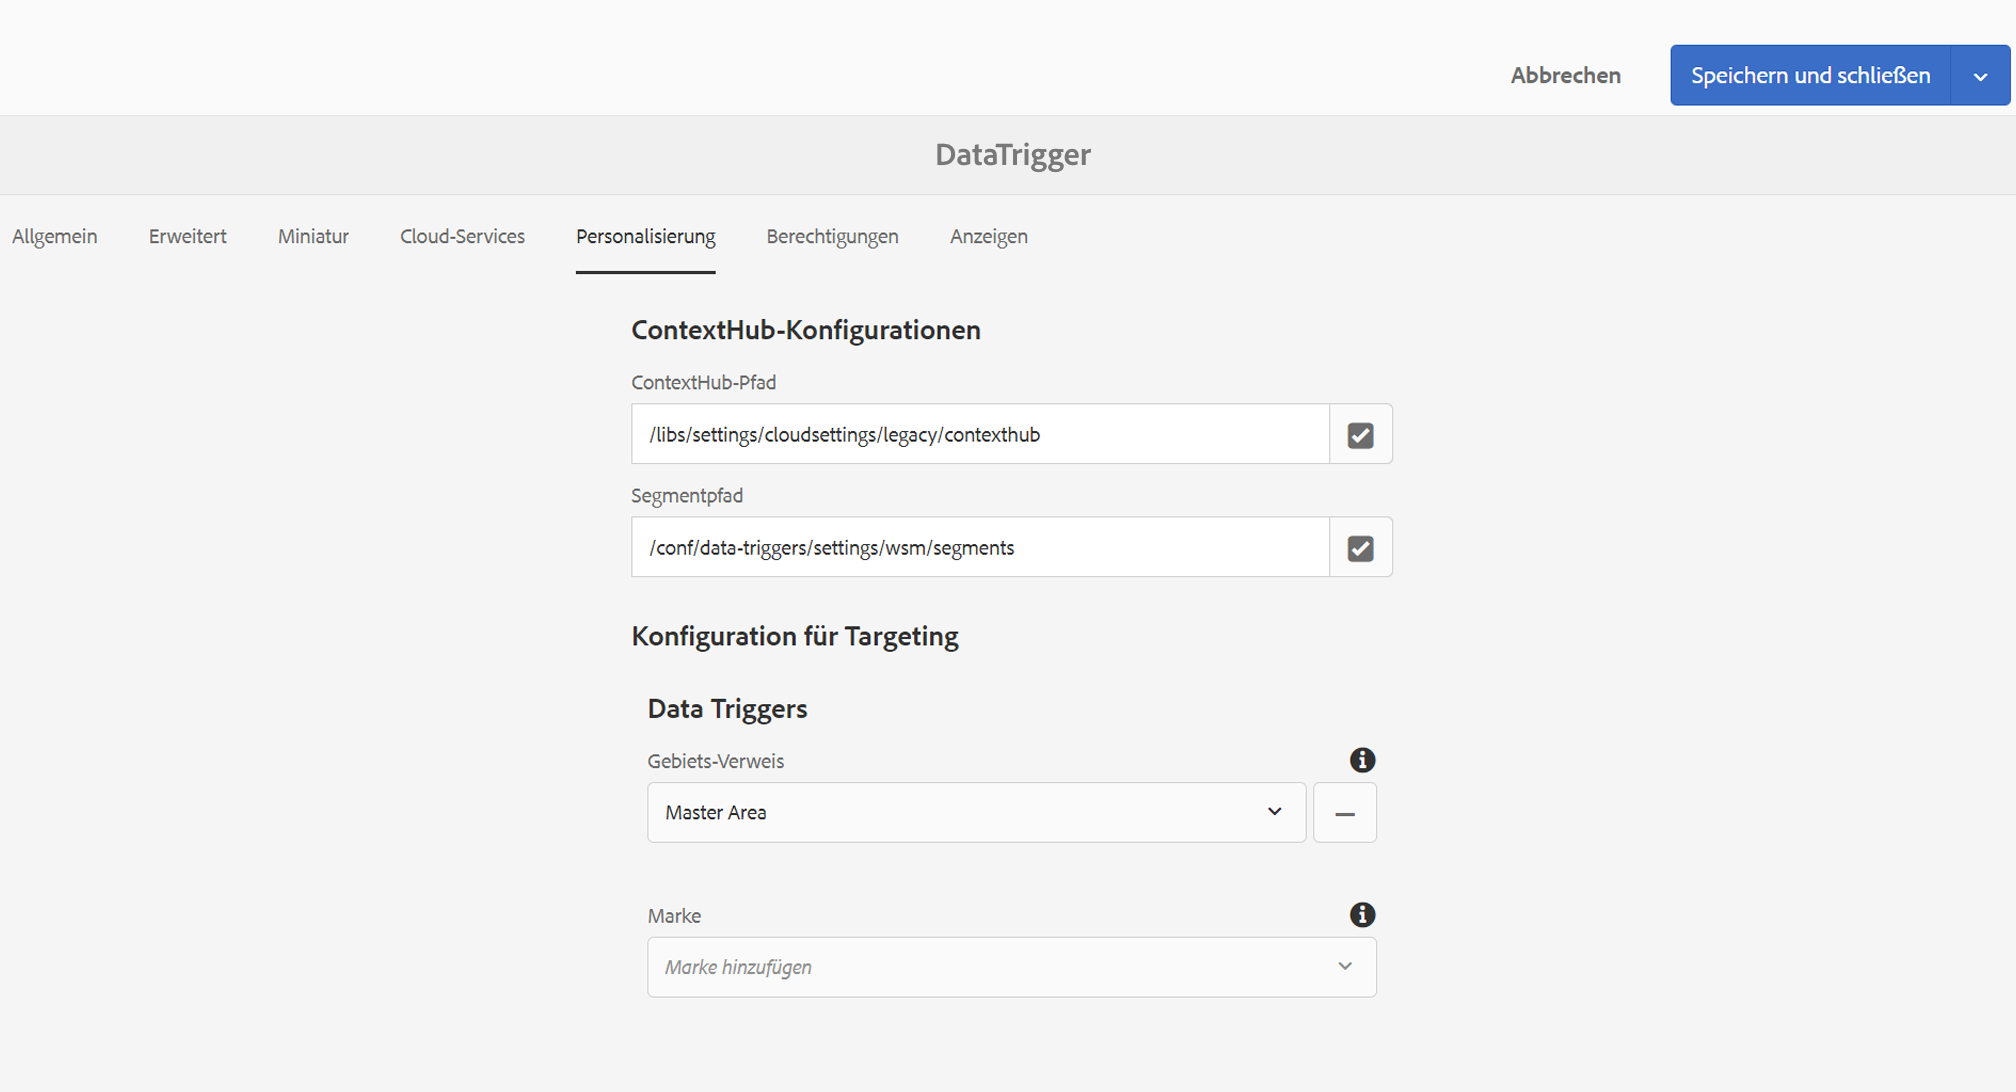 Abbrechen
Speichern und schließen
DataTrigger
Allgemein Erweitert Miniatur Cloud-Services Personalisierung Berechtigungen Anzeigen
ContextHub-Konfigurationen
ContextHub-Pfad
/libs/settings/cloudsettings/legacy/contexthub
Segmentpfad
/conf/data-triggers/settings/wsm/segments
Konfiguration für Targeting
Data Triggers
Gebiets-Verweis
Master Area
Marke
Marke hinzufügen